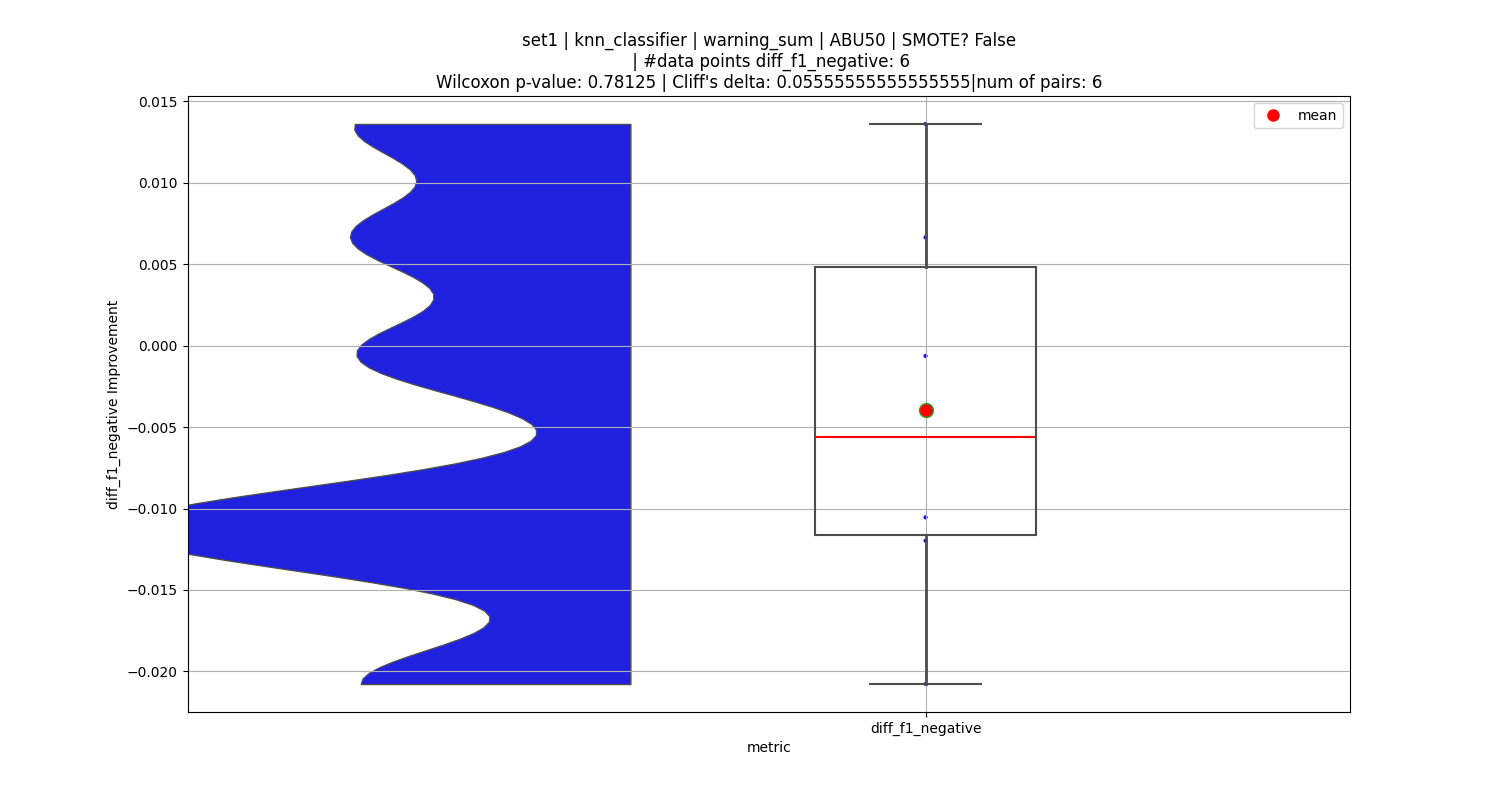 set1 | knn_classifier | warning_sum | ABU50 | SMOTE? False
| #data points diff_f1_negative: 6
Wilcoxon p-value: 0.78125 | Cliff's delta: 0.05555555555555555|num of pairs: 6
mean
0.015
0.010
0.005
0.000
−0.005
−0.010
−0.015
−0.020
diff_f1_negative Improvement
diff_f1_negative
metric